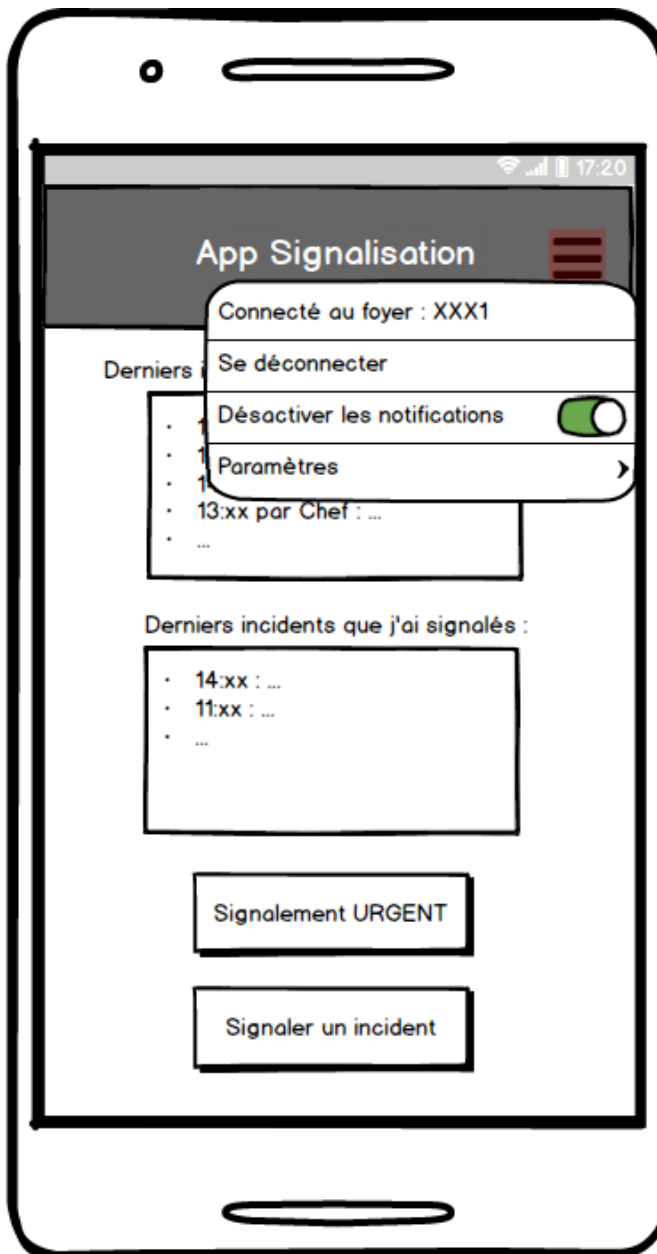 17:20
App Signalisation
Connecté au foyer : XXX1
Se déconnecter
Désactiver les notifications
Paramètres
Derniers
· 13:xx par Chef : ...
· ...
Derniers incidents que j'ai signalés :
· 14:xx : ...
· 11:xx : ...
· ...
Signalement URGENT
Signaler un incident